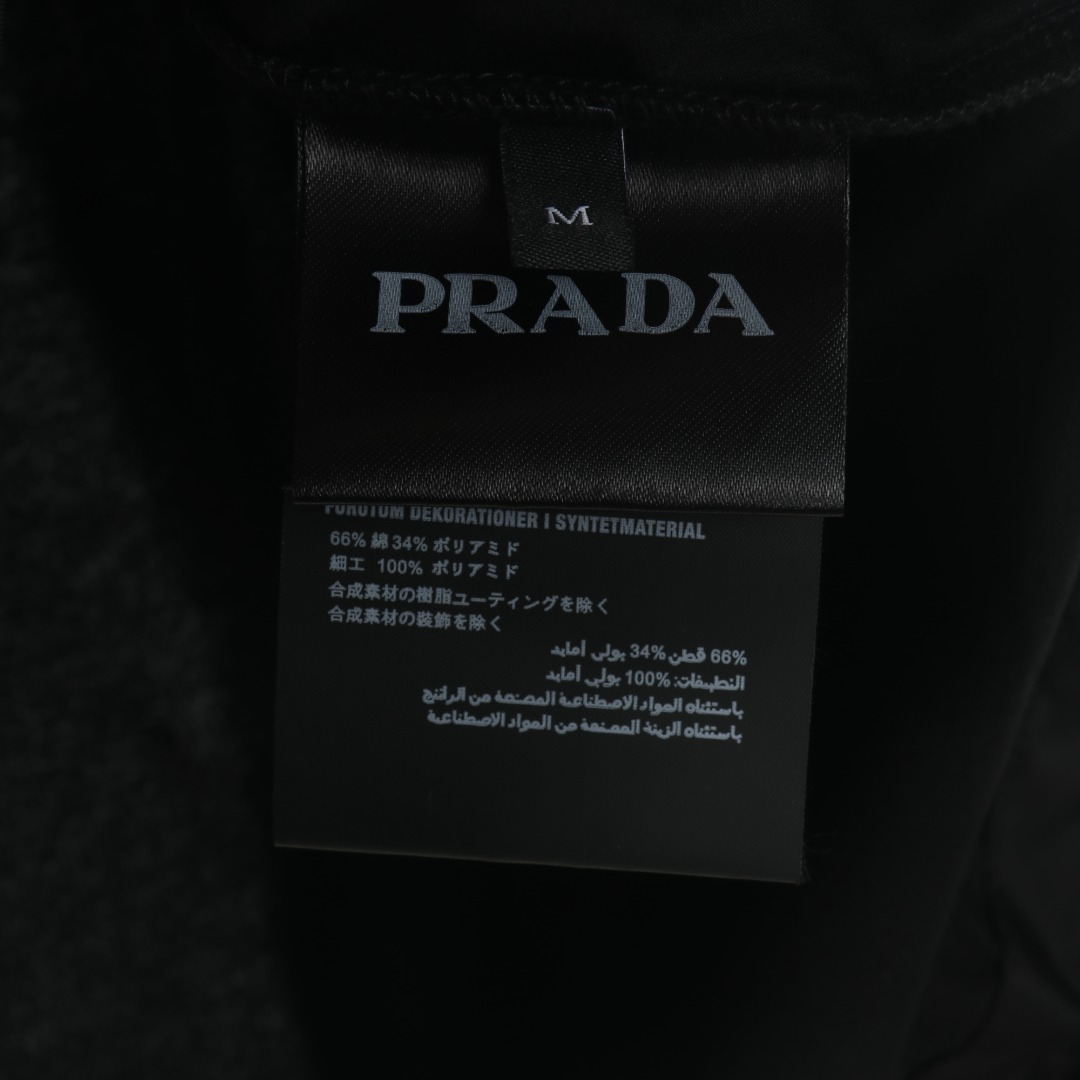 M
PRADA
FÖRUTOM DEKORATIONER I SYNTETMATERIAL
66% 綿 34% ポリアミド
細工 100% ポリアミド
合成素材の樹脂ユーティングを除く
合成素材の装飾を除く
66% قطن 34% بولي أمايد
التطبيقات: 100% بولي أمايد
باستثناء المواد الاصطناعية المصنعة من الراتنج
باستثناء الزينة المصنعة من المواد الاصطناعية